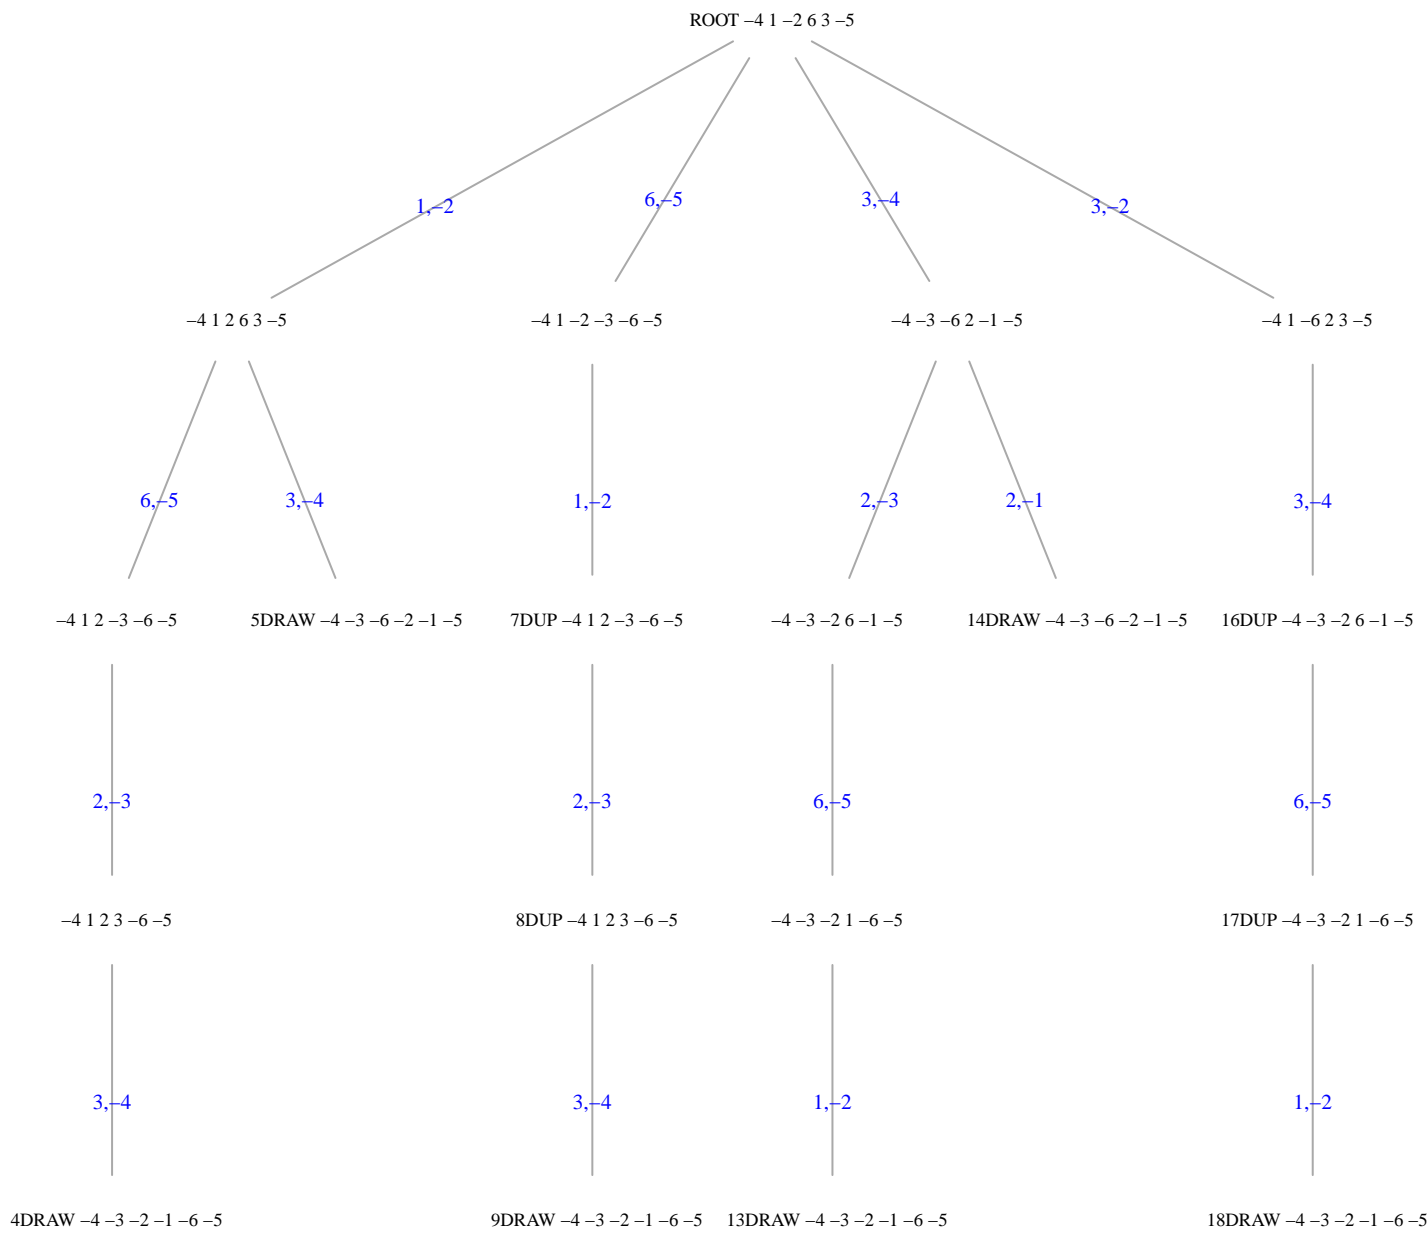 ROOT –4 1 –2 6 3 –5
1,–2
6,–5
3,–4
3,–2
–4 1 2 6 3 –5
–4 1 –2 –3 –6 –5
–4 –3 –6 2 –1 –5
–4 1 –6 2 3 –5
6,–5
3,–4
1,–2
2,–3
2,–1
3,–4
–4 1 2 –3 –6 –5
5DRAW –4 –3 –6 –2 –1 –5
7DUP –4 1 2 –3 –6 –5
–4 –3 –2 6 –1 –5
14DRAW –4 –3 –6 –2 –1 –5
16DUP –4 –3 –2 6 –1 –5
2,–3
2,–3
6,–5
6,–5
–4 1 2 3 –6 –5
8DUP –4 1 2 3 –6 –5
–4 –3 –2 1 –6 –5
17DUP –4 –3 –2 1 –6 –5
3,–4
3,–4
1,–2
1,–2
4DRAW –4 –3 –2 –1 –6 –5
9DRAW –4 –3 –2 –1 –6 –5
13DRAW –4 –3 –2 –1 –6 –5
18DRAW –4 –3 –2 –1 –6 –5